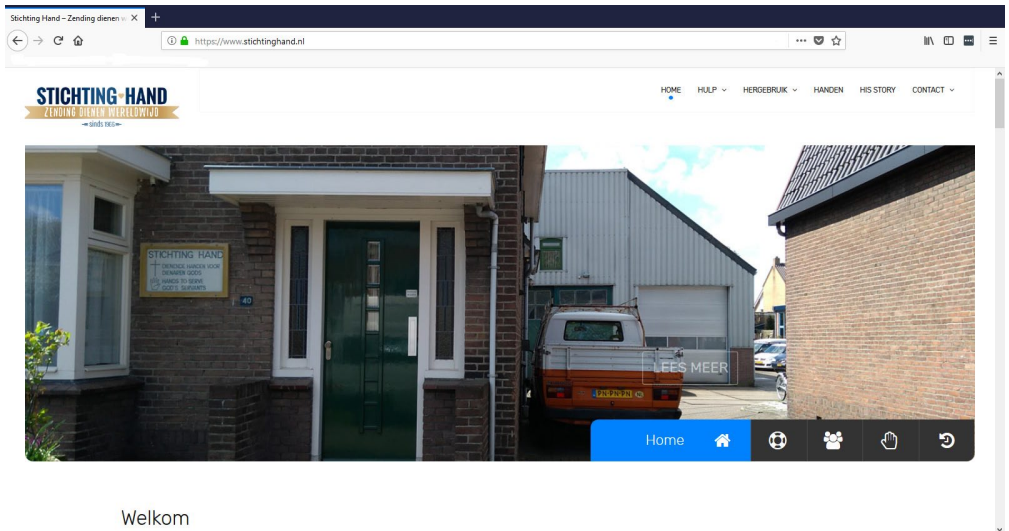 Stichting Hand – Zending dienen w
https://www.stichtinghand.nl
STICHTING HAND
ZENDING DIENEN WERELDWIJD
sinds 1966
HOME HULP HERGEBRUIK HANDEN HIS STORY CONTACT
STICHTING HAND
DIENENDE HANDEN VOOR
DIENAREN GODS
HANDS TO SERVE
GOD'S SERVANTS
40
LEES MEER
Home
Welkom